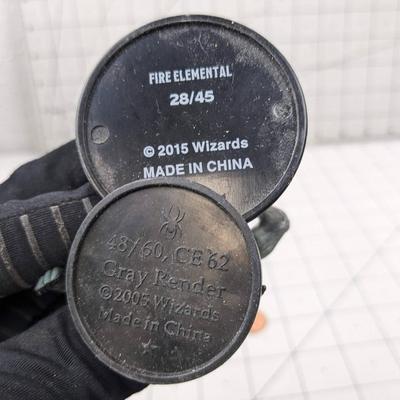 FIRE ELEMENTAL
28/45
© 2015 Wizards
MADE IN CHINA
48/60, CE 62
Gray Render
©2005 Wizards
Made in China